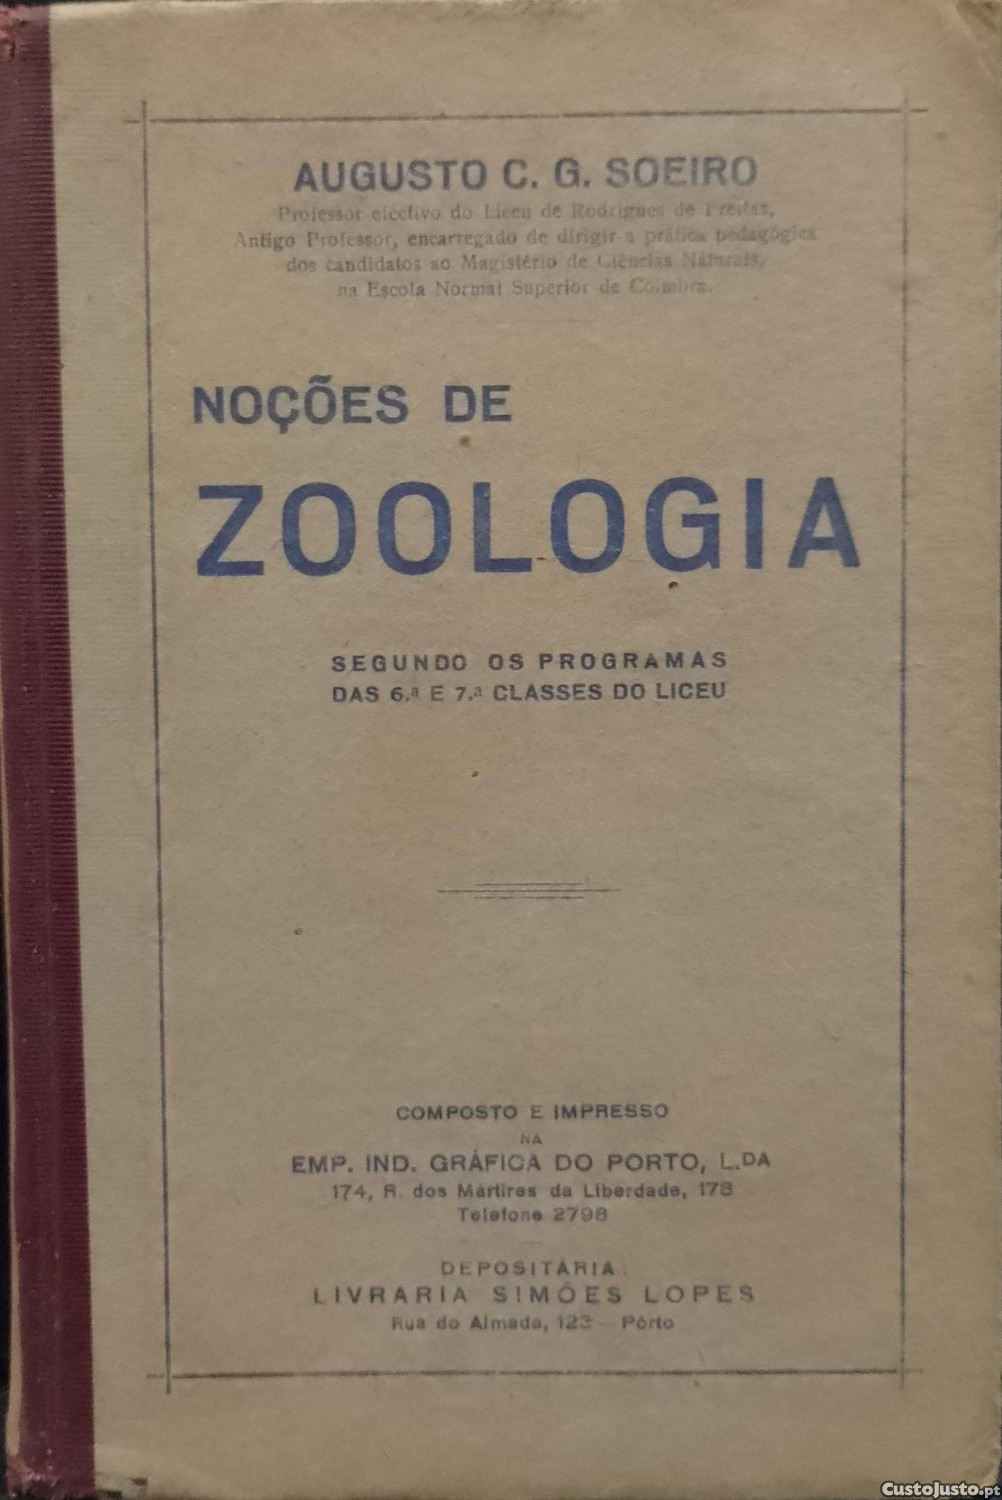 AUGUSTO C. G. SOEIRO
Professor efectivo do Liceu de Rodrigues de Freitas,
Antigo Professor, encarregado de dirigir a prática pedagógica
dos candidatos ao Magistério de Ciências Naturais,
na Escola Normal Superior de Coimbra.
NOÇÕES DE
ZOOLOGIA
SEGUNDO OS PROGRAMAS
DAS 6.ª E 7.ª CLASSES DO LICEU
COMPOSTO E IMPRESSO
NA
EMP. IND. GRÁFICA DO PORTO, L.DA
174, R. dos Mártires da Liberdade, 178
Telefone 2798
DEPOSITÁRIA:
LIVRARIA SIMÕES LOPES
Rua do Almada, 123 — Pôrto
CustoJusto.pt